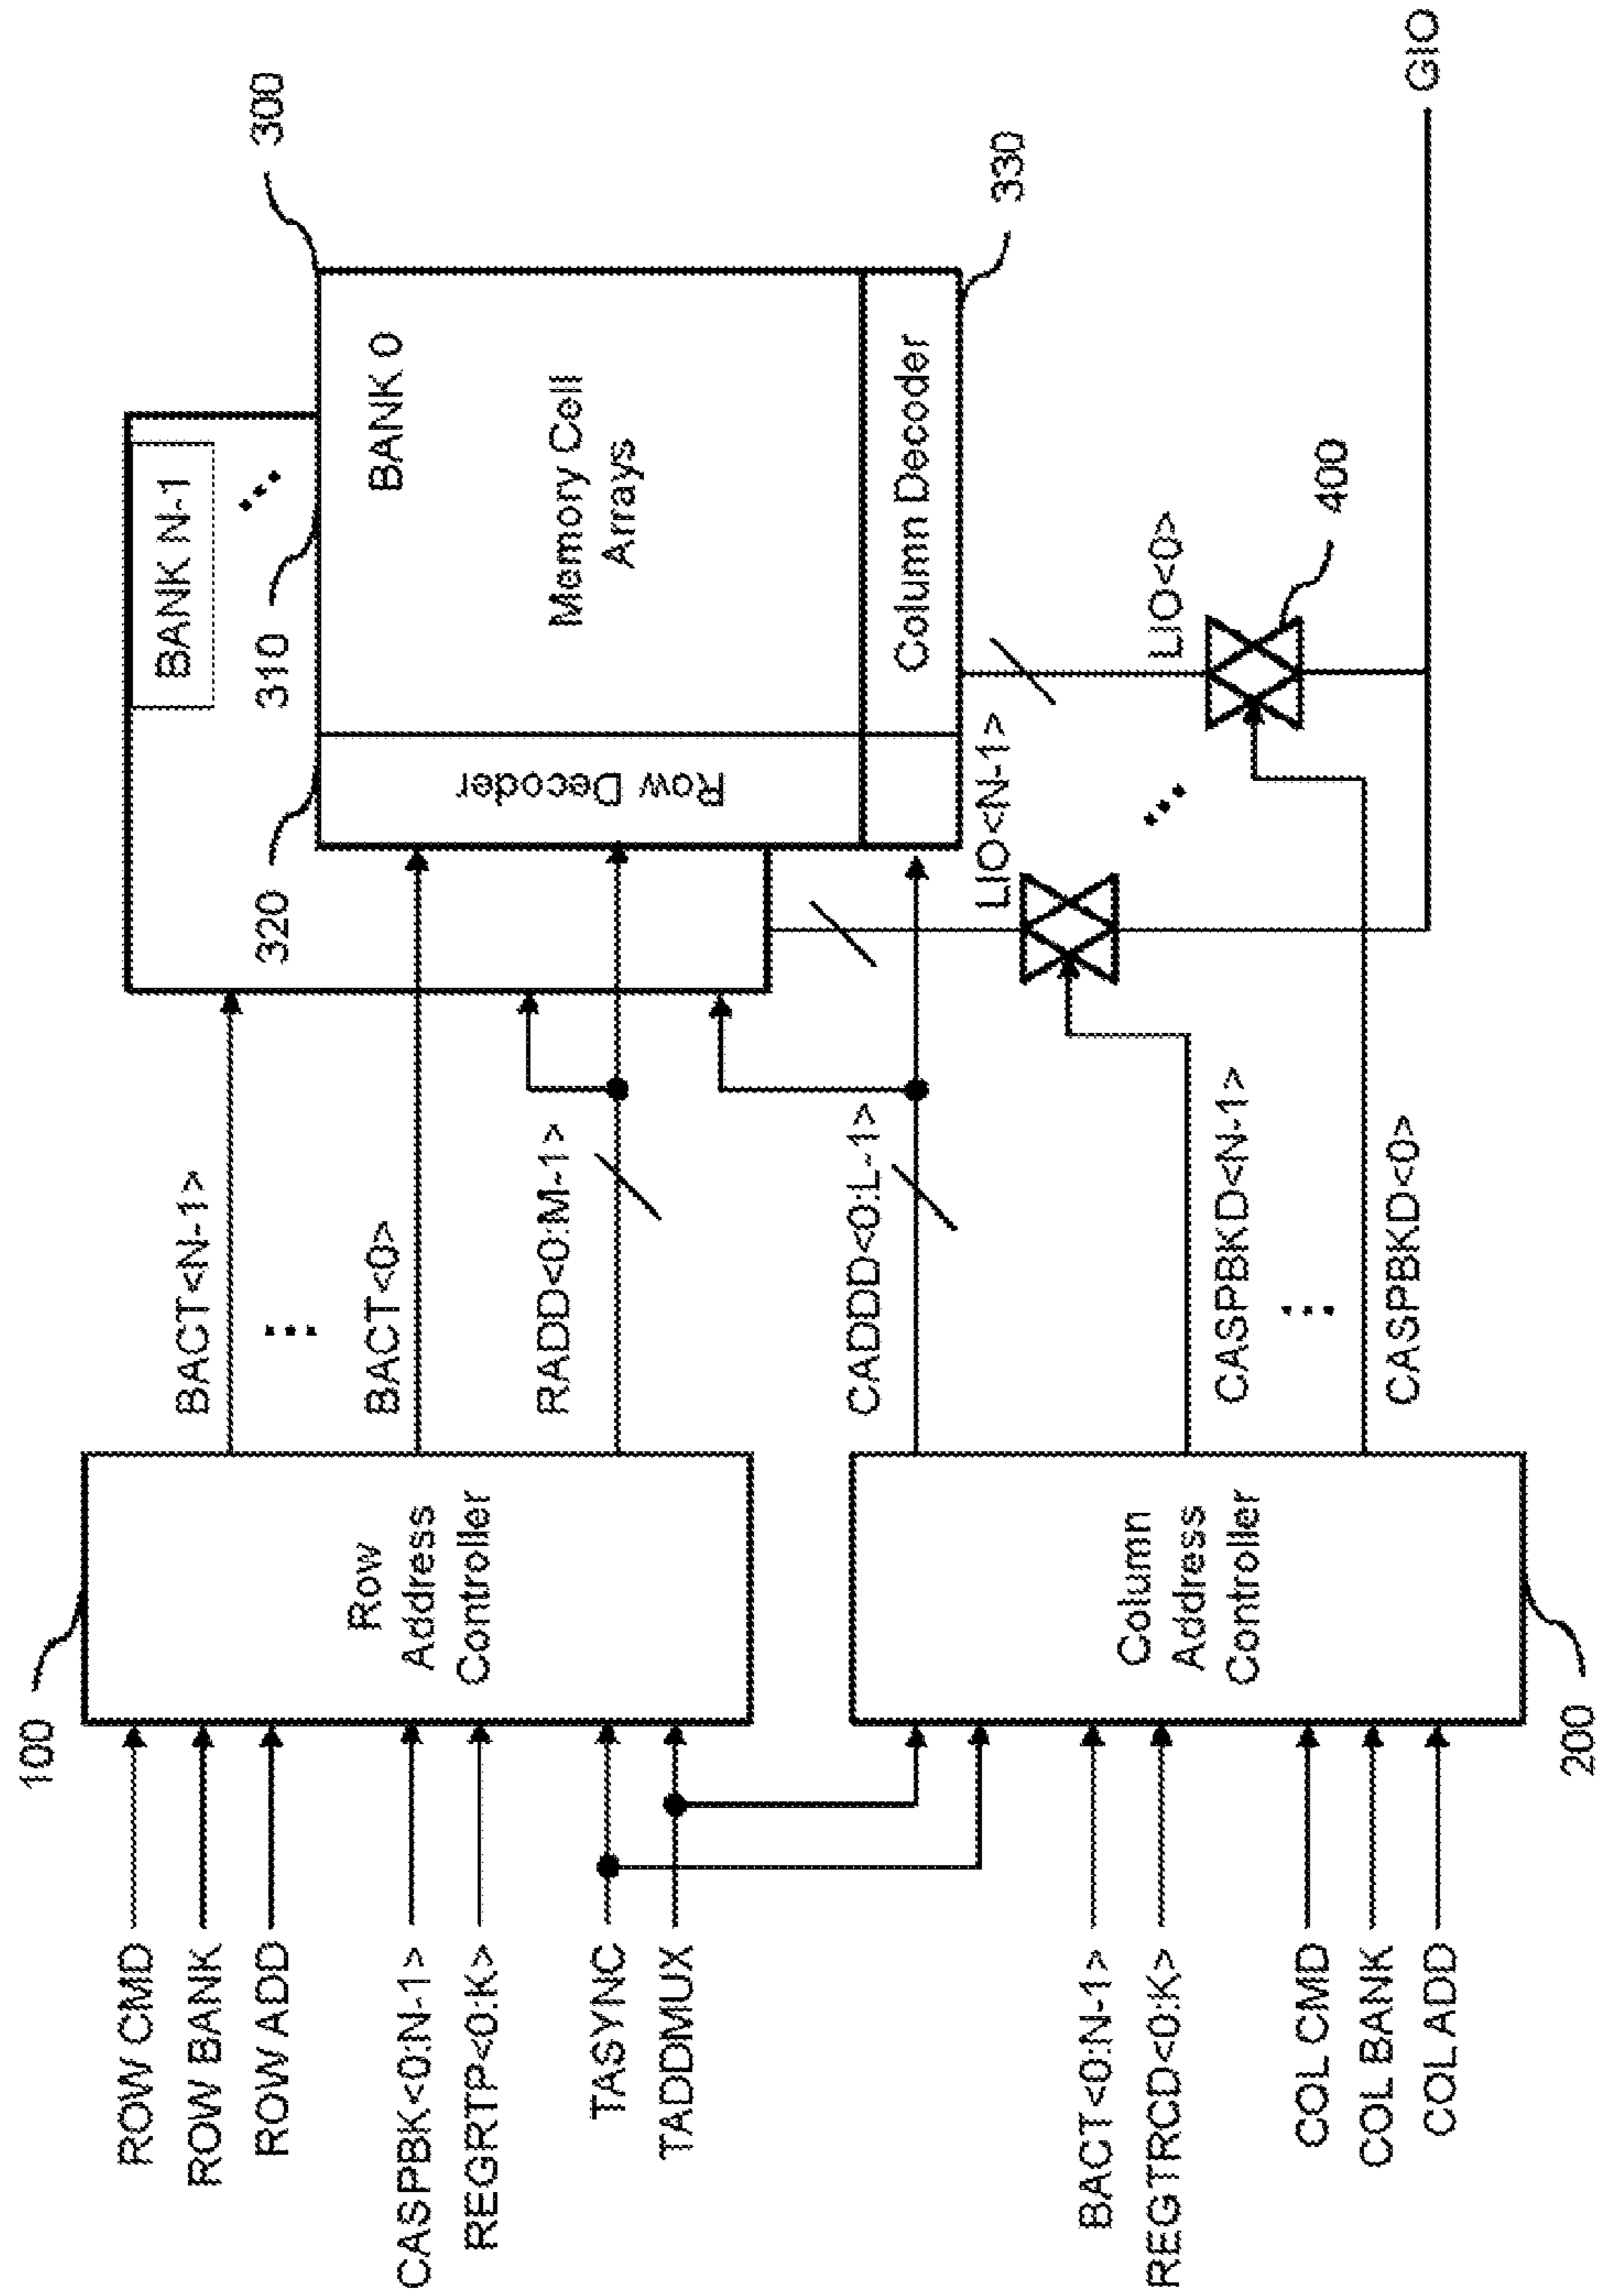 100
300
ROW CMD
ROW BANK
ROW ADD
CASPBK<0:N-1>
REGRTP<0:K>
TASYNC
TADDMUX
Row
Address
Controller
BACT<N-1>
BACT<0>
RADD<0:M-1>
320
310
BANK N-1
BANK 0
Memory Cell
Arrays
Row Decoder
Column Decoder
330
BACT<0:N-1>
REGTRCD<0:K>
COL CMD
COL BANK
COL ADD
Column
Address
Controller
200
CADDD<0:L-1>
CASPBKD<N-1>
CASPBKD<0>
LIO<N-1>
LIO<0>
400
GIO